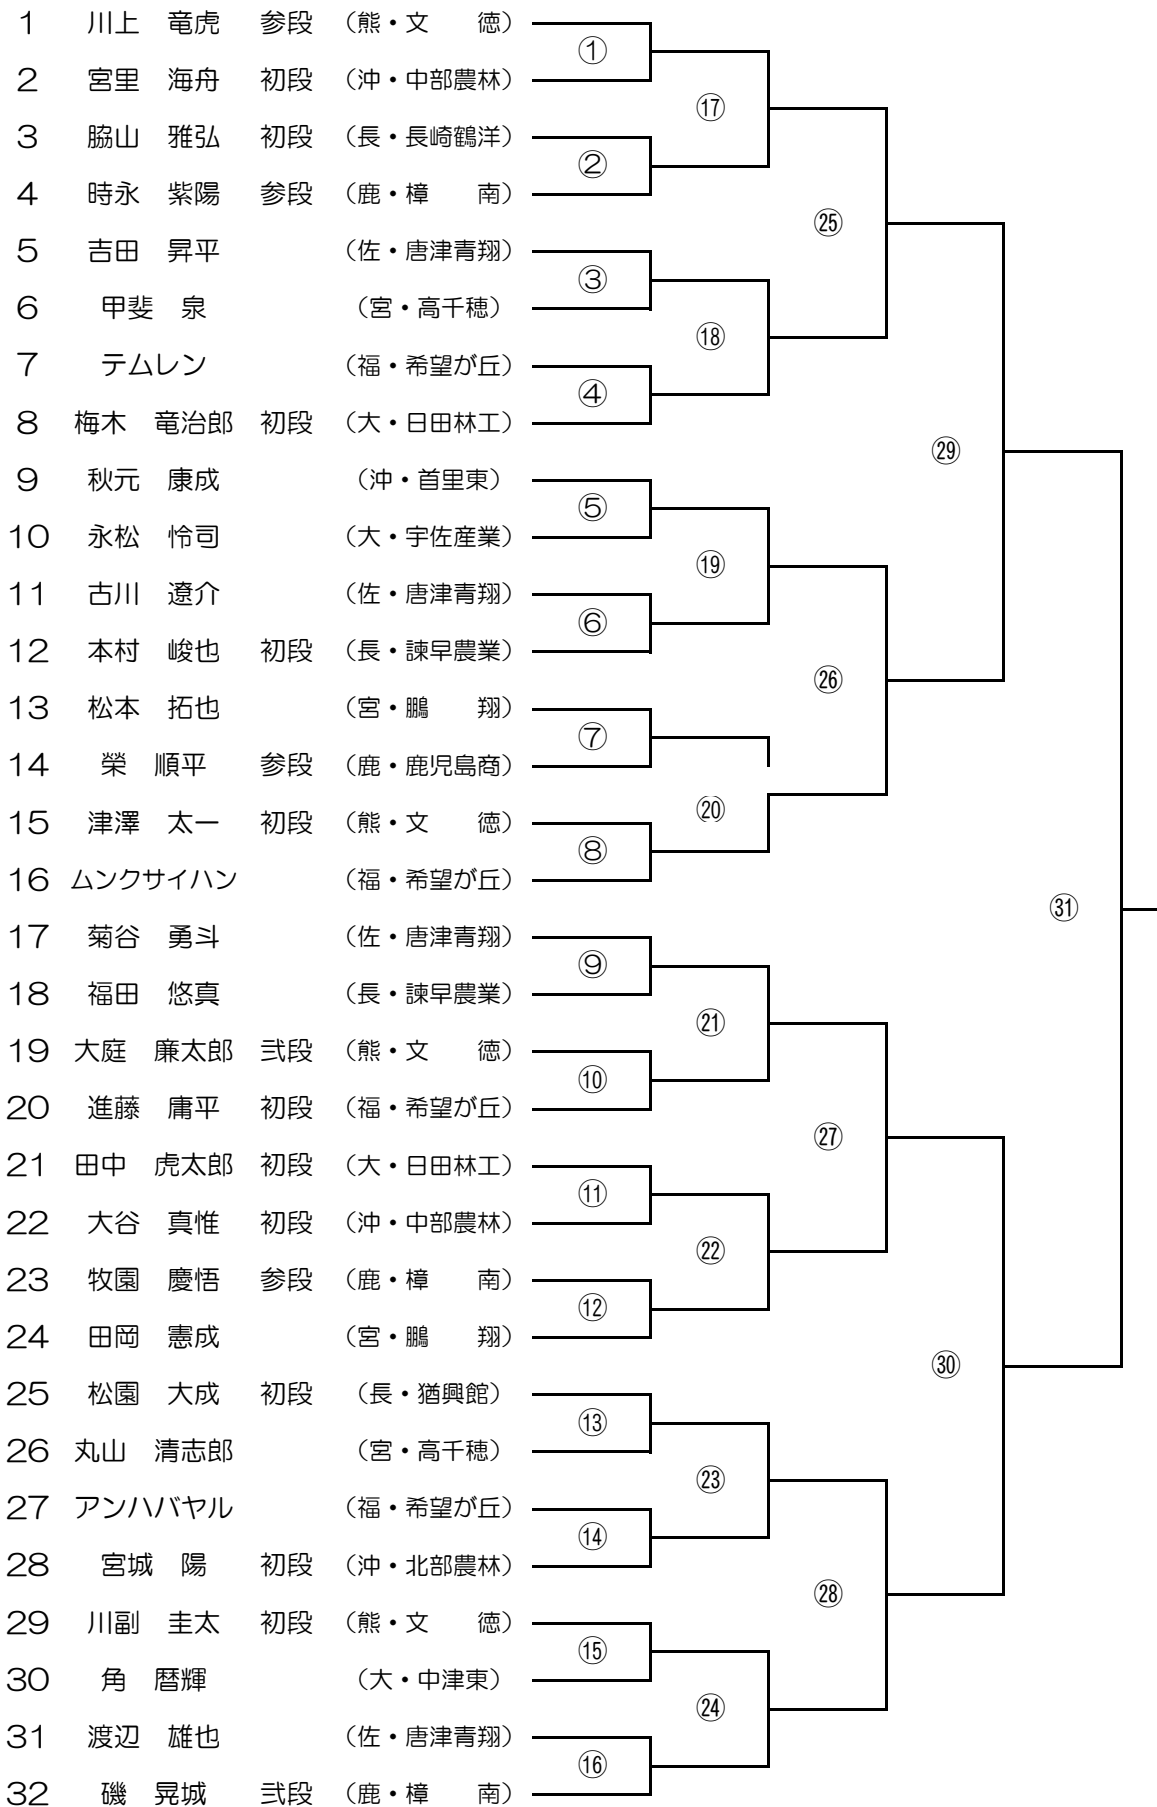 1 川上 竜虎 参段 （熊・文 徳）
①
2 宮里 海舟 初段 （沖・中部農林）
⑰
3 脇山 雅弘 初段 （長・長崎鶴洋）
②
4 時永 紫陽 参段 （鹿・樟 南）
㉕
5 吉田 昇平 （佐・唐津青翔）
③
6 甲斐 泉 （宮・高千穂）
⑱
7 テムレン （福・希望が丘）
④
8 梅木 竜治郎 初段 （大・日田林工）
㉙
9 秋元 康成 （沖・首里東）
⑤
10 永松 怜司 （大・宇佐産業）
⑲
11 古川 遼介 （佐・唐津青翔）
⑥
12 本村 峻也 初段 （長・諫早農業）
㉖
13 松本 拓也 （宮・鵬 翔）
⑦
14 榮 順平 参段 （鹿・鹿児島商）
⑳
15 津澤 太一 初段 （熊・文 徳）
⑧
16 ムンクサイハン （福・希望が丘）
㉛
17 菊谷 勇斗 （佐・唐津青翔）
⑨
18 福田 悠真 （長・諫早農業）
㉑
19 大庭 廉太郎 弐段 （熊・文 徳）
⑩
20 進藤 庸平 初段 （福・希望が丘）
㉗
21 田中 虎太郎 初段 （大・日田林工）
⑪
22 大谷 真惟 初段 （沖・中部農林）
㉒
23 牧園 慶悟 参段 （鹿・樟 南）
⑫
24 田岡 憲成 （宮・鵬 翔）
㉚
25 松園 大成 初段 （長・猶興館）
⑬
26 丸山 清志郎 （宮・高千穂）
㉓
27 アンハバヤル （福・希望が丘）
⑭
28 宮城 陽 初段 （沖・北部農林）
㉘
29 川副 圭太 初段 （熊・文 徳）
⑮
30 角 暦輝 （大・中津東）
㉔
31 渡辺 雄也 （佐・唐津青翔）
⑯
32 磯 晃城 弐段 （鹿・樟 南）